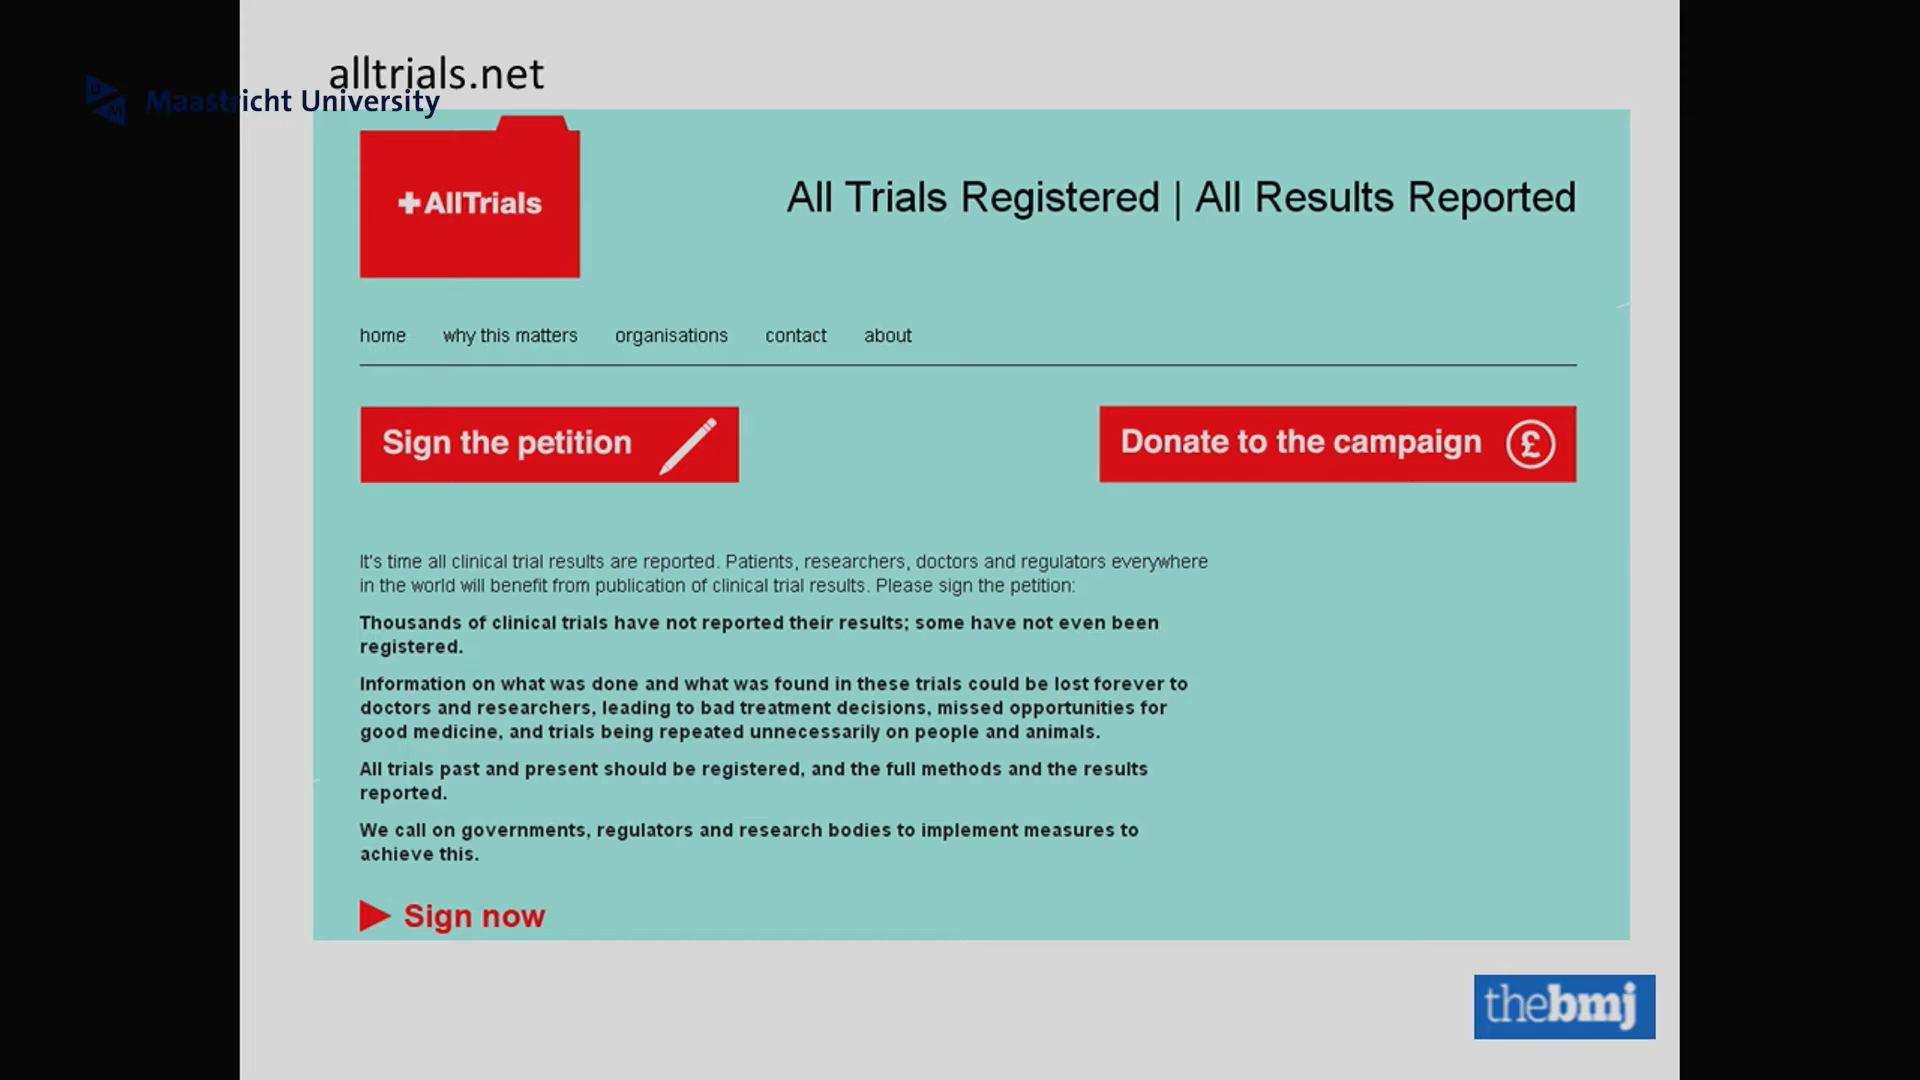 alltrials.net
Maastricht University
+AllTrials
All Trials Registered | All Results Reported
home why this matters organisations contact about
Sign the petition
Donate to the campaign £
It's time all clinical trial results are reported. Patients, researchers, doctors and regulators everywhere
in the world will benefit from publication of clinical trial results. Please sign the petition:
Thousands of clinical trials have not reported their results; some have not even been
registered.
Information on what was done and what was found in these trials could be lost forever to
doctors and researchers, leading to bad treatment decisions, missed opportunities for
good medicine, and trials being repeated unnecessarily on people and animals.
All trials past and present should be registered, and the full methods and the results
reported.
We call on governments, regulators and research bodies to implement measures to
achieve this.
Sign now
thebmj